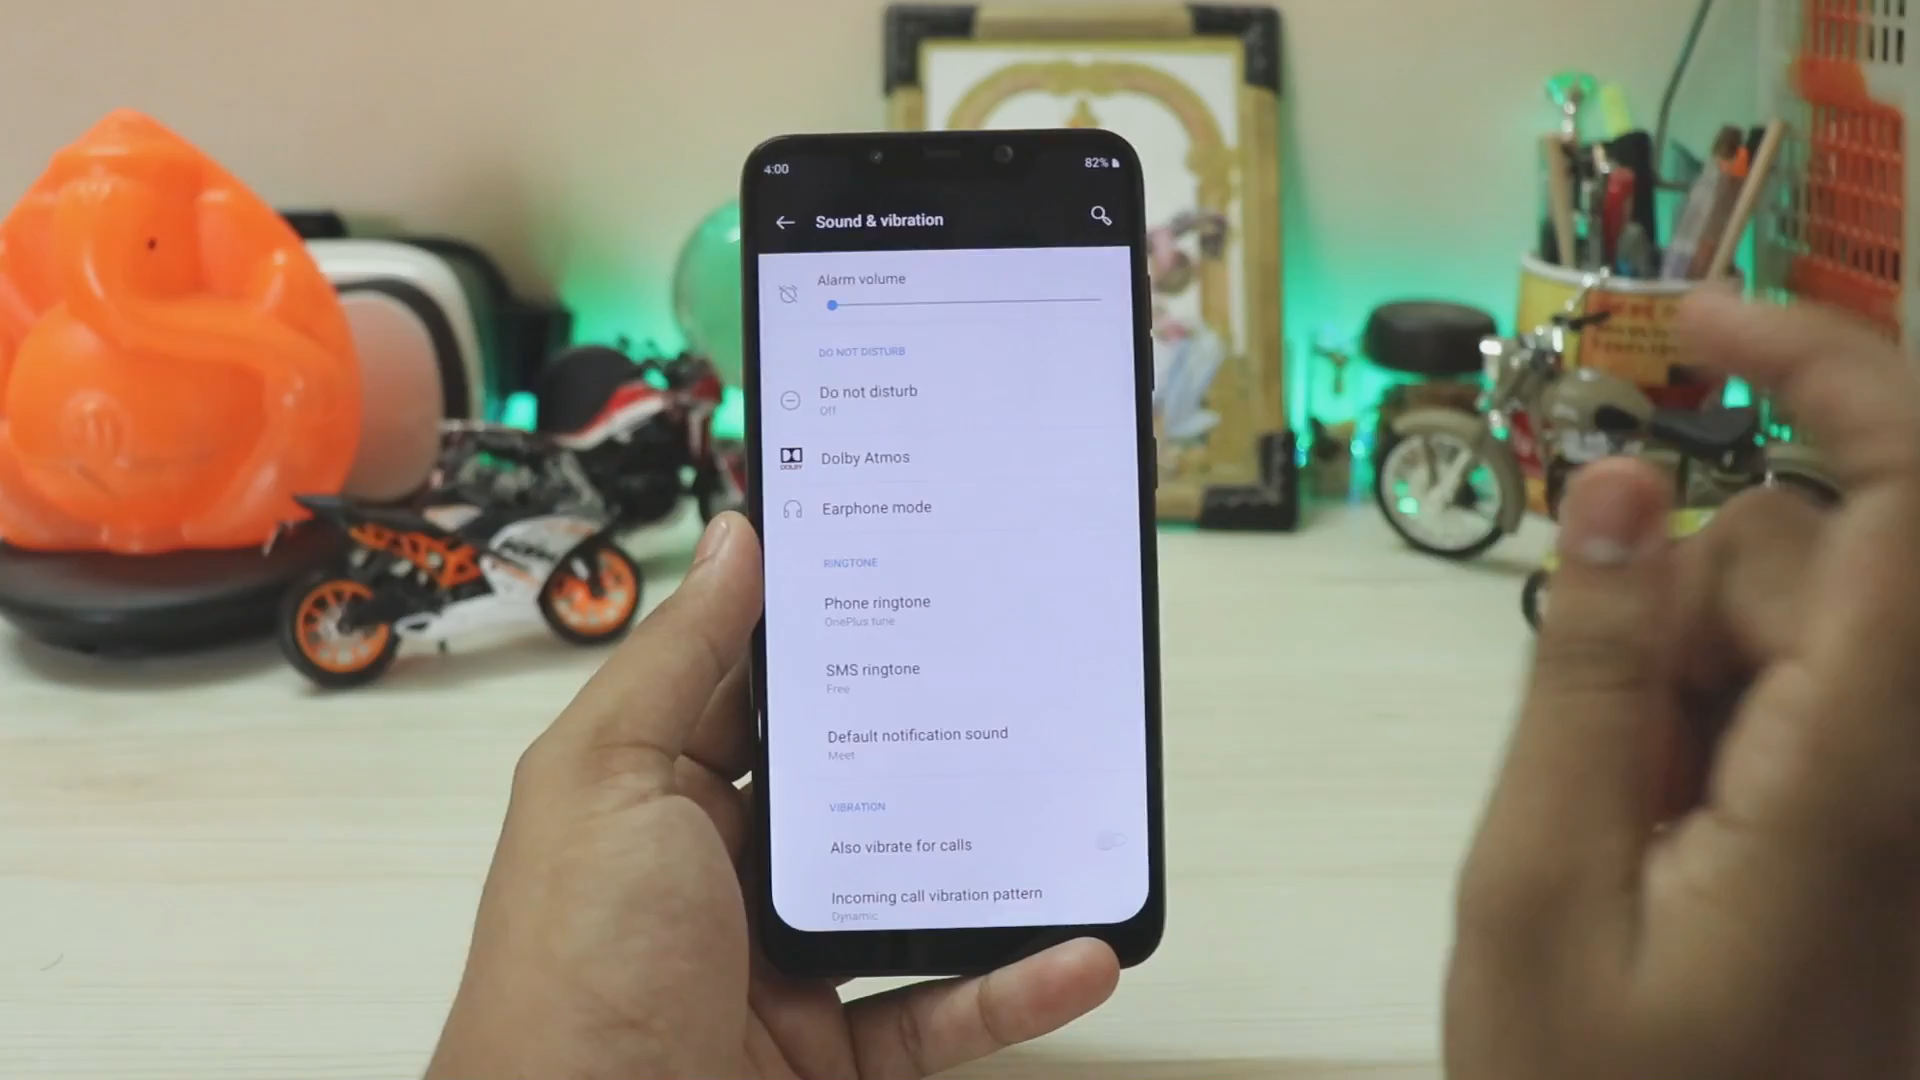 4:00
82%
Sound & vibration
Alarm volume
DO NOT DISTURB
Do not disturb
Off
DOLBY
Dolby Atmos
Earphone mode
RINGTONE
Phone ringtone
OnePlus tune
SMS ringtone
Free
Default notification sound
Meet
VIBRATION
Also vibrate for calls
Incoming call vibration pattern
Dynamic